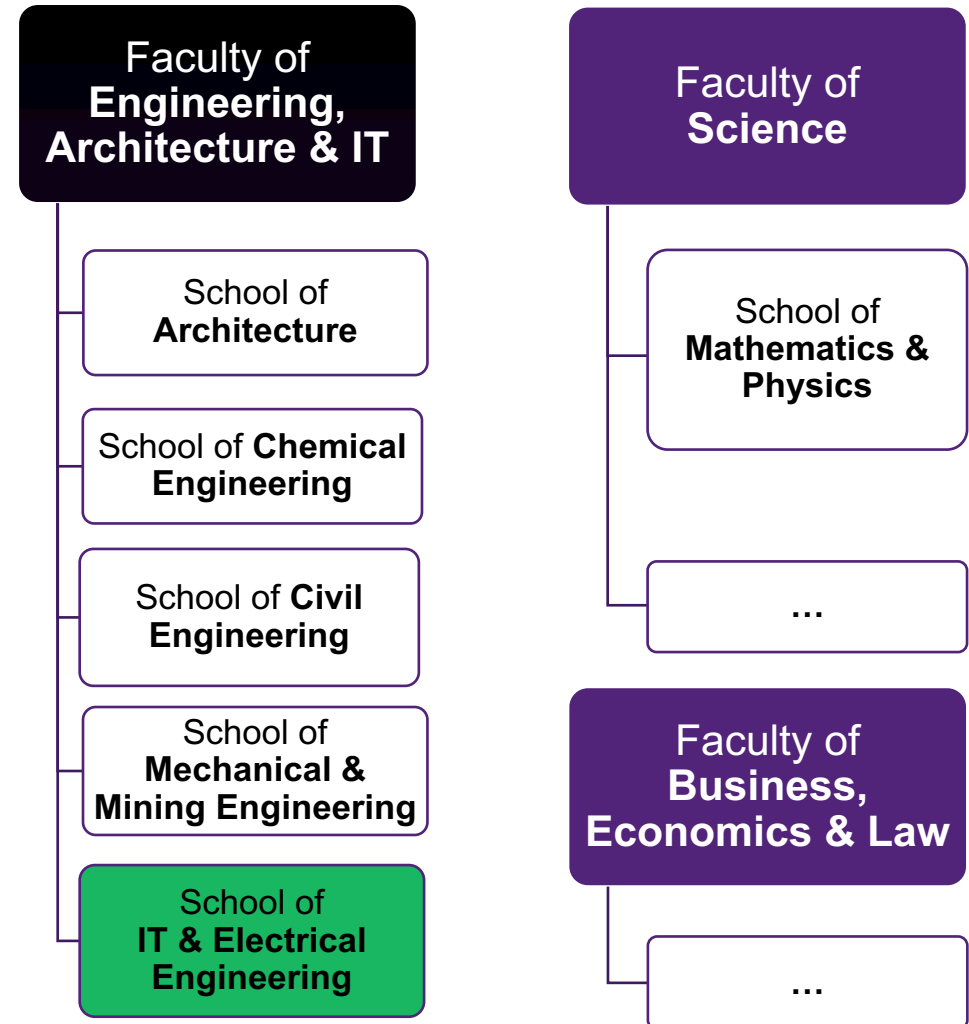 Faculty of
Engineering,
Architecture & IT
School of
Architecture
School of Chemical
Engineering
School of Civil
Engineering
School of
Mechanical &
Mining Engineering
School of
IT & Electrical
Engineering
Faculty of
Science
School of
Mathematics &
Physics
...
Faculty of
Business,
Economics & Law
...